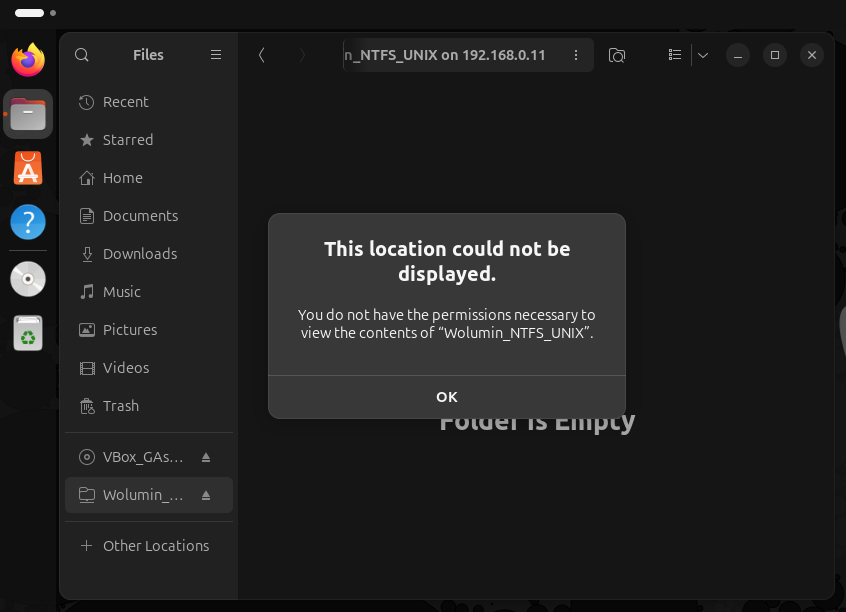 Files
n_NTFS_UNIX on 192.168.0.11
Recent
Starred
Home
Documents
Downloads
Music
Pictures
Videos
Trash
VBox_GAs…
Wolumin_…
Other Locations
This location could not be
displayed.
You do not have the permissions necessary to
view the contents of “Wolumin_NTFS_UNIX”.
OK
Folder is Empty